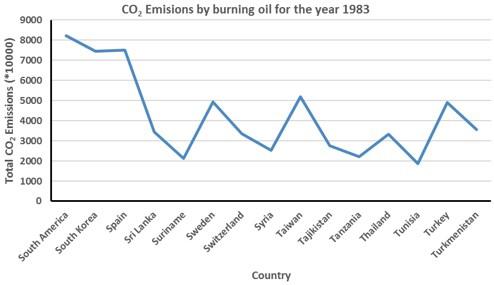 CO₂ Emisions by burning oil for the year 1983
Total CO₂ Emissions (*10000)
9000
8000
7000
6000
5000
4000
3000
2000
1000
0
South America
South Korea
Spain
Sri Lanka
Suriname
Sweden
Switzerland
Syria
Taiwan
Tajikistan
Tanzania
Thailand
Tunisia
Turkey
Turkmenistan
Country